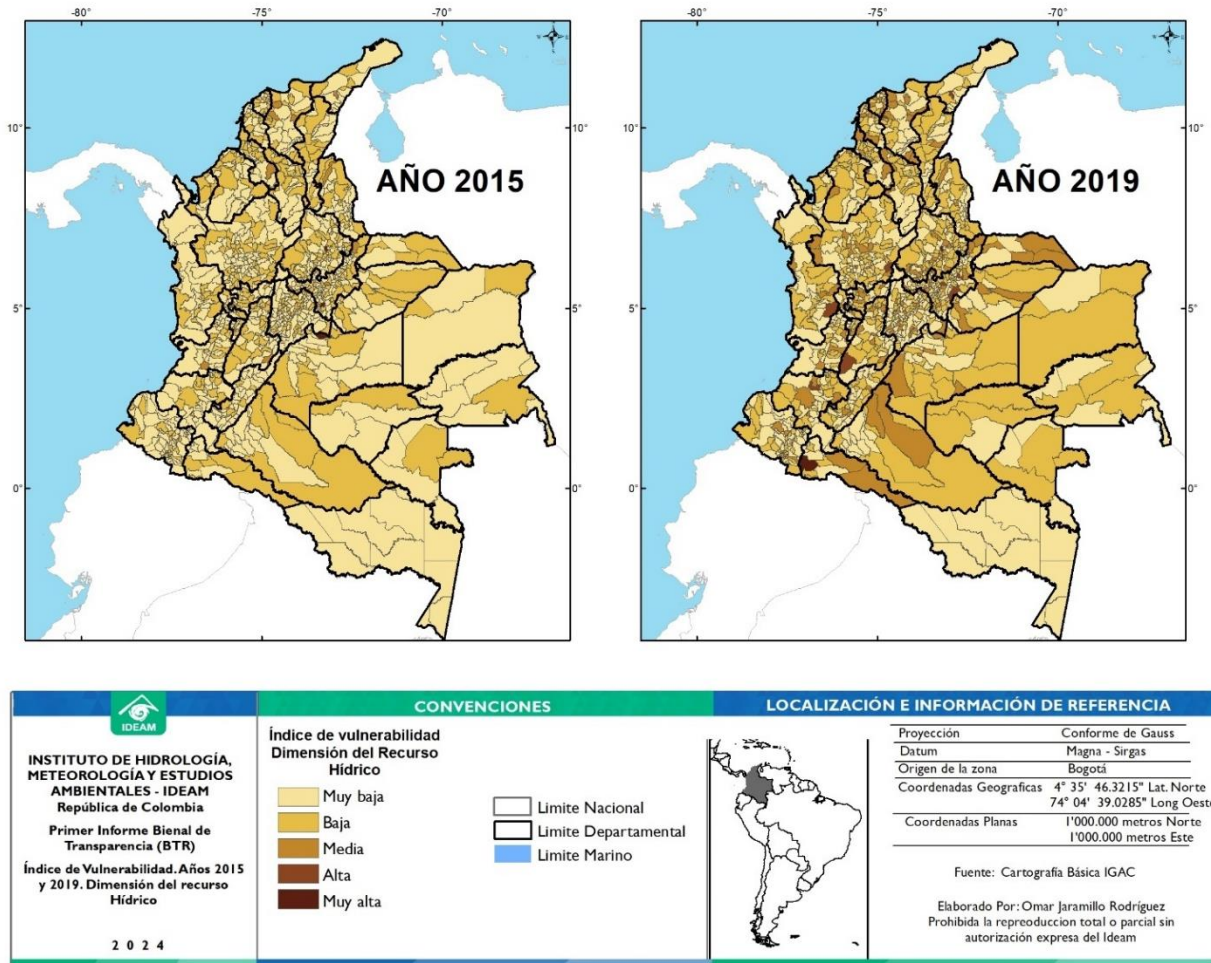 -80°
-75°
-70°
10°
5°
0°
10°
5°
0°
AÑO 2015
-75°
-70°
10°
5°
0°
AÑO 2019
IDEAM
INSTITUTO DE HIDROLOGÍA,
METEOROLOGÍA Y ESTUDIOS
AMBIENTALES - IDEAM
República de Colombia
Primer Informe Bienal de
Transparencia (BTR)
Índice de Vulnerabilidad. Años 2015
y 2019. Dimensión del recurso
Hídrico
2 0 2 4
CONVENCIONES
Índice de vulnerabilidad
Dimensión del Recurso
Hídrico
Muy baja
Baja
Media
Alta
Muy alta
Limite Nacional
Limite Departamental
Limite Marino
LOCALIZACIÓN E INFORMACIÓN DE REFERENCIA
Proyección Conforme de Gauss
Datum Magna - Sirgas
Origen de la zona Bogotá
Coordenadas Geograficas 4° 35' 46.3215" Lat. Norte
74° 04' 39.0285" Long Oeste
Coordenadas Planas 1'000.000 metros Norte
1'000.000 metros Este
Fuente: Cartografía Básica IGAC
Elaborado Por: Omar Jaramillo Rodríguez
Prohibida la repreoduccion total o parcial sin
autorización expresa del Ideam